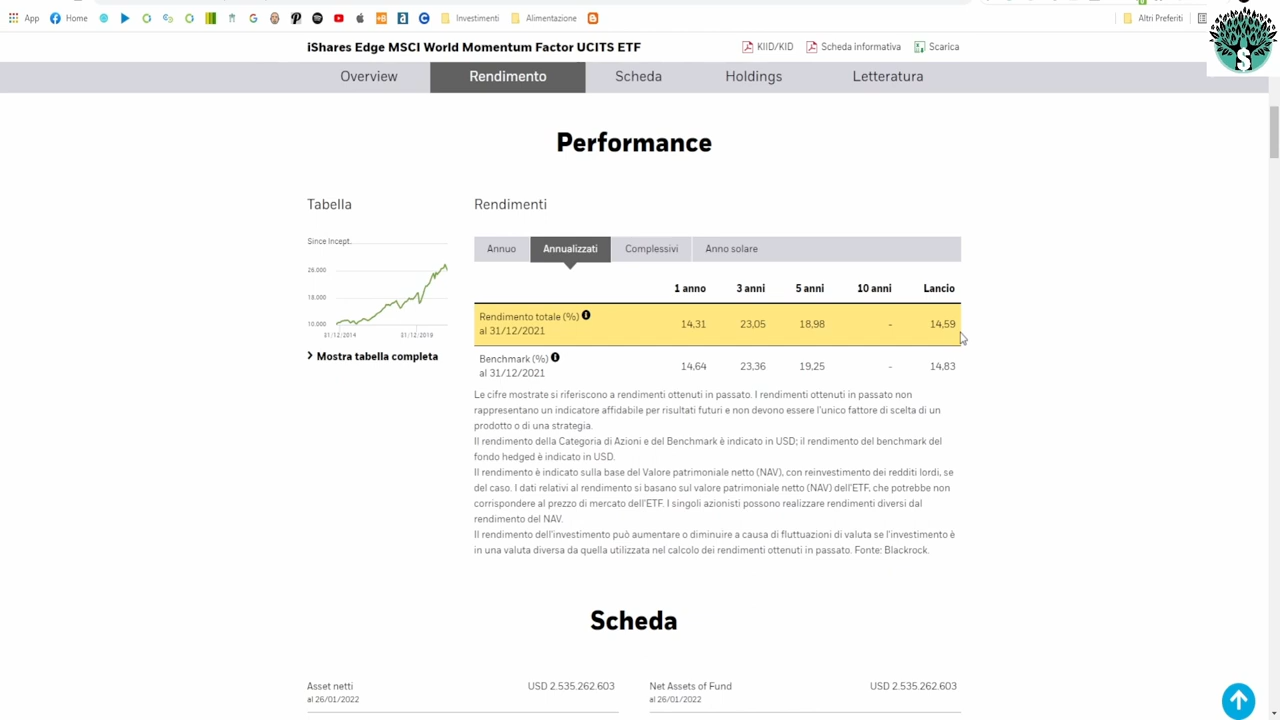 App Home Investimenti Alimentazione Altri Preferiti
iShares Edge MSCI World Momentum Factor UCITS ETF
KIID/KID Scheda informativa Scarica
Overview Rendimento Scheda Holdings Letteratura
Performance
Tabella
Since Incept.
26.000
18.000
10.000
31/12/2014 31/12/2019
Mostra tabella completa
Rendimenti
Annuo Annualizzati Complessivi Anno solare
1 anno 3 anni 5 anni 10 anni Lancio
Rendimento totale (%)
al 31/12/2021
14,31 23,05 18,98 - 14,59
Benchmark (%)
al 31/12/2021
14,64 23,36 19,25 - 14,83
Le cifre mostrate si riferiscono a rendimenti ottenuti in passato. I rendimenti ottenuti in passato non
rappresentano un indicatore affidabile per risultati futuri e non devono essere l'unico fattore di scelta di un
prodotto o di una strategia.
Il rendimento della Categoria di Azioni e del Benchmark è indicato in USD; il rendimento del benchmark del
fondo hedged è indicato in USD.
Il rendimento è indicato sulla base del Valore patrimoniale netto (NAV), con reinvestimento dei redditi lordi, se
del caso. I dati relativi al rendimento si basano sul valore patrimoniale netto (NAV) dell'ETF, che potrebbe non
corrispondere al prezzo di mercato dell'ETF. I singoli azionisti possono realizzare rendimenti diversi dal
rendimento del NAV.
Il rendimento dell'investimento può aumentare o diminuire a causa di fluttuazioni di valuta se l'investimento è
in una valuta diversa da quella utilizzata nel calcolo dei rendimenti ottenuti in passato. Fonte: Blackrock.
Scheda
Asset netti USD 2.535.262.603
al 26/01/2022
Net Assets of Fund USD 2.535.262.603
al 26/01/2022